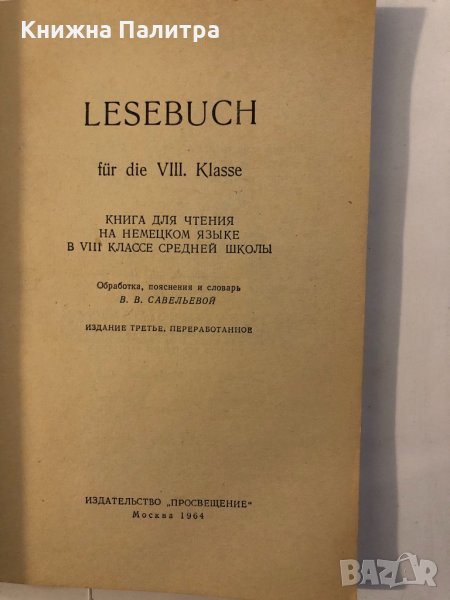 Книжна Палитра
LESEBUCH
für die VIII. Klasse
КНИГА ДЛЯ ЧТЕНИЯ
НА НЕМЕЦКОМ ЯЗЫКЕ
В VIII КЛАССЕ СРЕДНЕЙ ШКОЛЫ
Обработка, пояснения и словарь
В. В. САВЕЛЬЕВОЙ
ИЗДАНИЕ ТРЕТЬЕ, ПЕРЕРАБОТАННОЕ
ИЗДАТЕЛЬСТВО „ПРОСВЕЩЕНИЕ"
Москва 1964
BAZAR